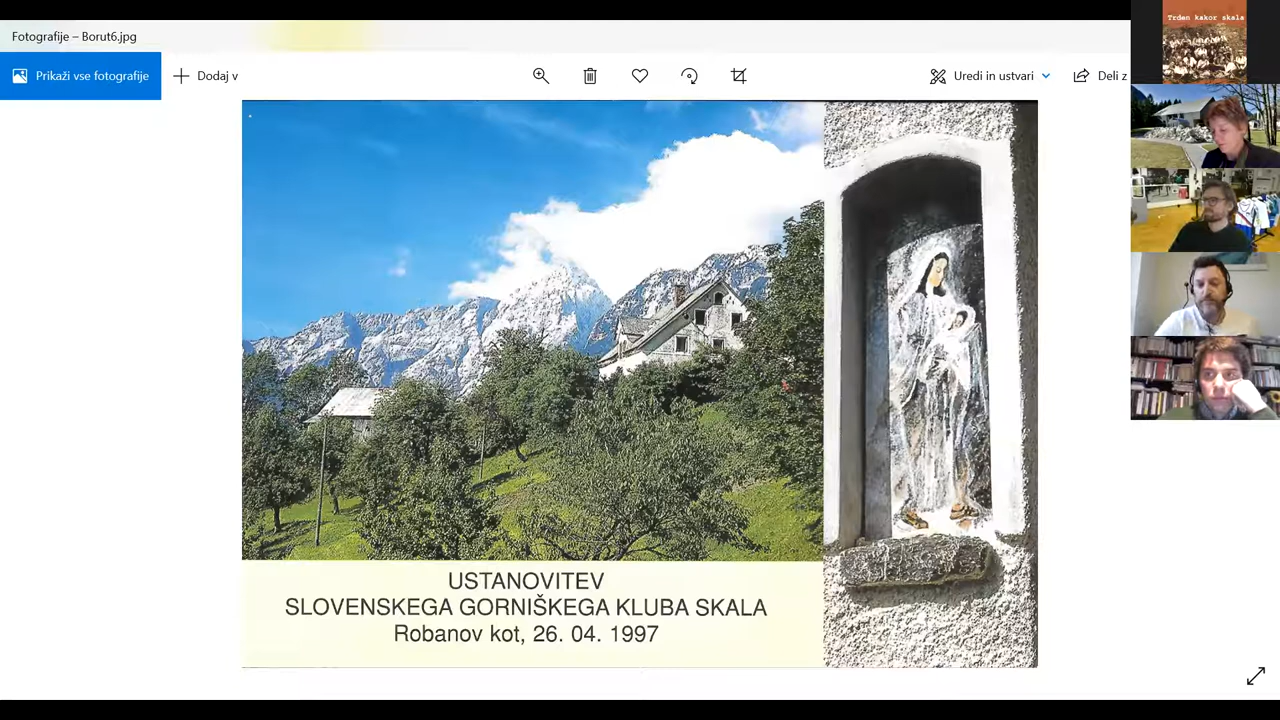 Fotografije – Borut6.jpg
Prikaži vse fotografije
Dodaj v
Uredi in ustvari
Deli z
Trden kakor skala
USTANOVITEV
SLOVENSKEGA GORNIŠKEGA KLUBA SKALA
Robanov kot, 26. 04. 1997